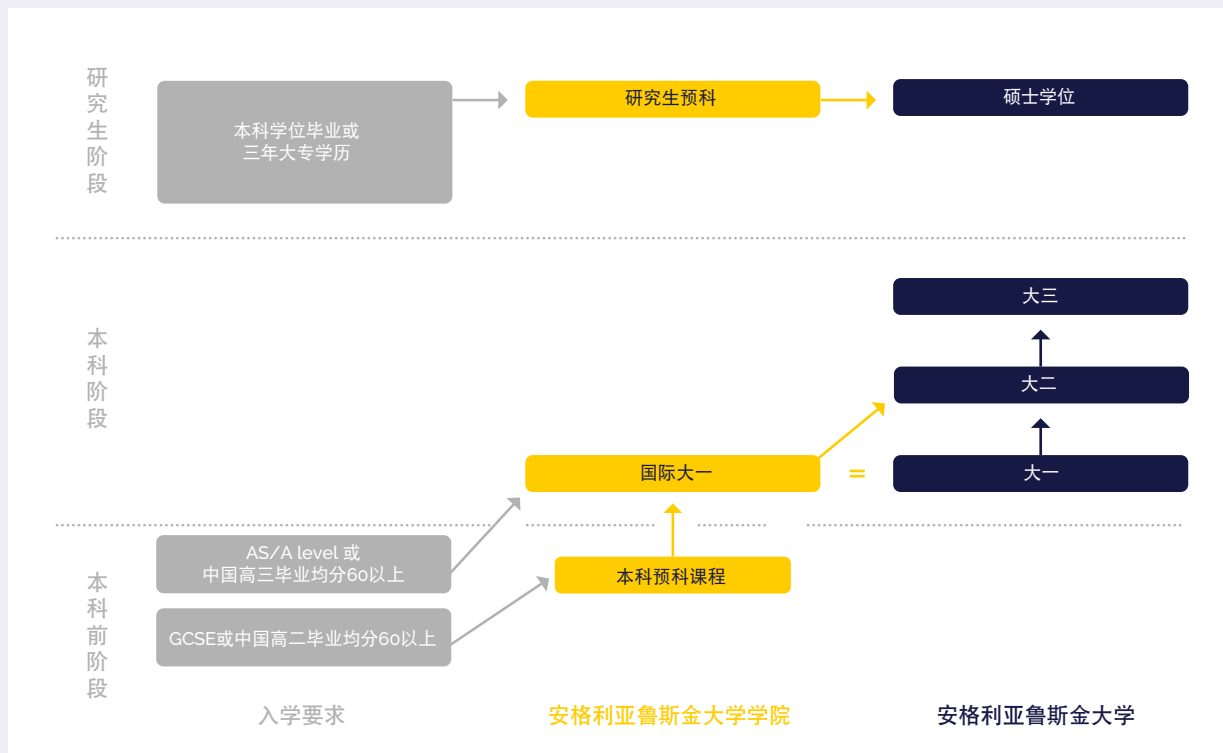 研究生阶段
本科学位毕业或
三年大专学历
研究生预科
硕士学位
本科阶段
大三
大二
国际大一
=
大一
本科前阶段
AS/A level 或
中国高三毕业均分60以上
本科预科课程
GCSE或中国高二毕业均分60以上
入学要求
安格利亚鲁斯金大学学院
安格利亚鲁斯金大学